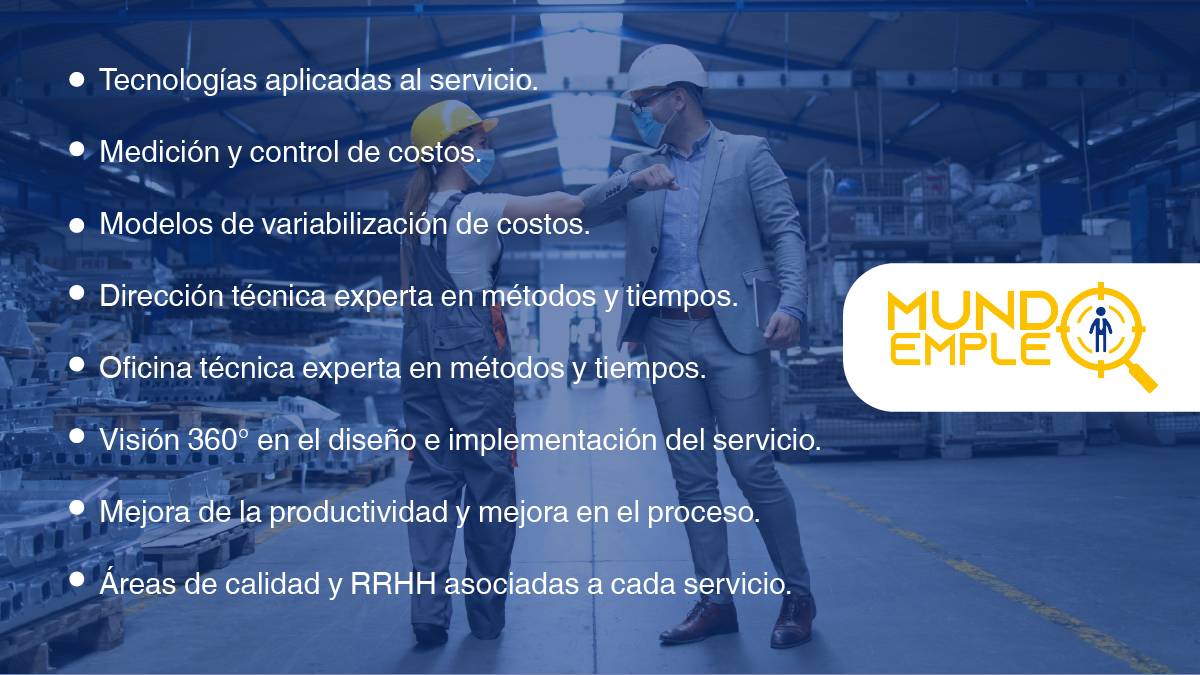 Tecnologías aplicadas al servicio.
Medición y control de costos.
Modelos de variabilización de costos.
Dirección técnica experta en métodos y tiempos.
Oficina técnica experta en métodos y tiempos.
Visión 360° en el diseño e implementación del servicio.
Mejora de la productividad y mejora en el proceso.
Áreas de calidad y RRHH asociadas a cada servicio.
MUNDO
EMPLEO